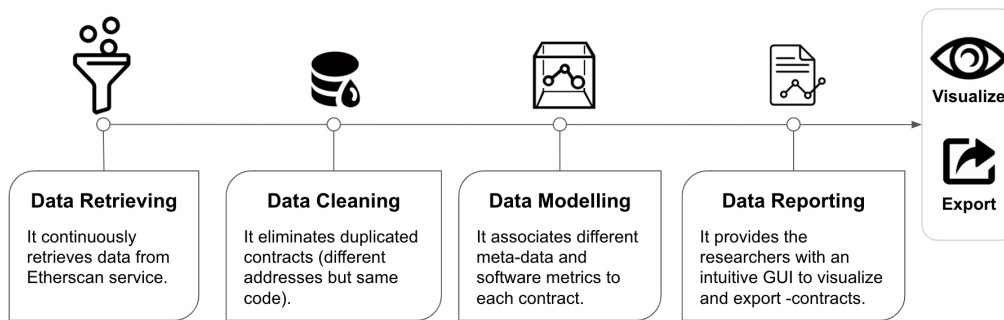 Visualize
Export
Data Retrieving
It continuously
retrieves data from
Etherscan service.
Data Cleaning
It eliminates duplicated
contracts (different
addresses but same
code).
Data Modelling
It associates different
meta-data and
software metrics to
each contract.
Data Reporting
It provides the
researchers with an
intuitive GUI to visualize
and export -contracts.